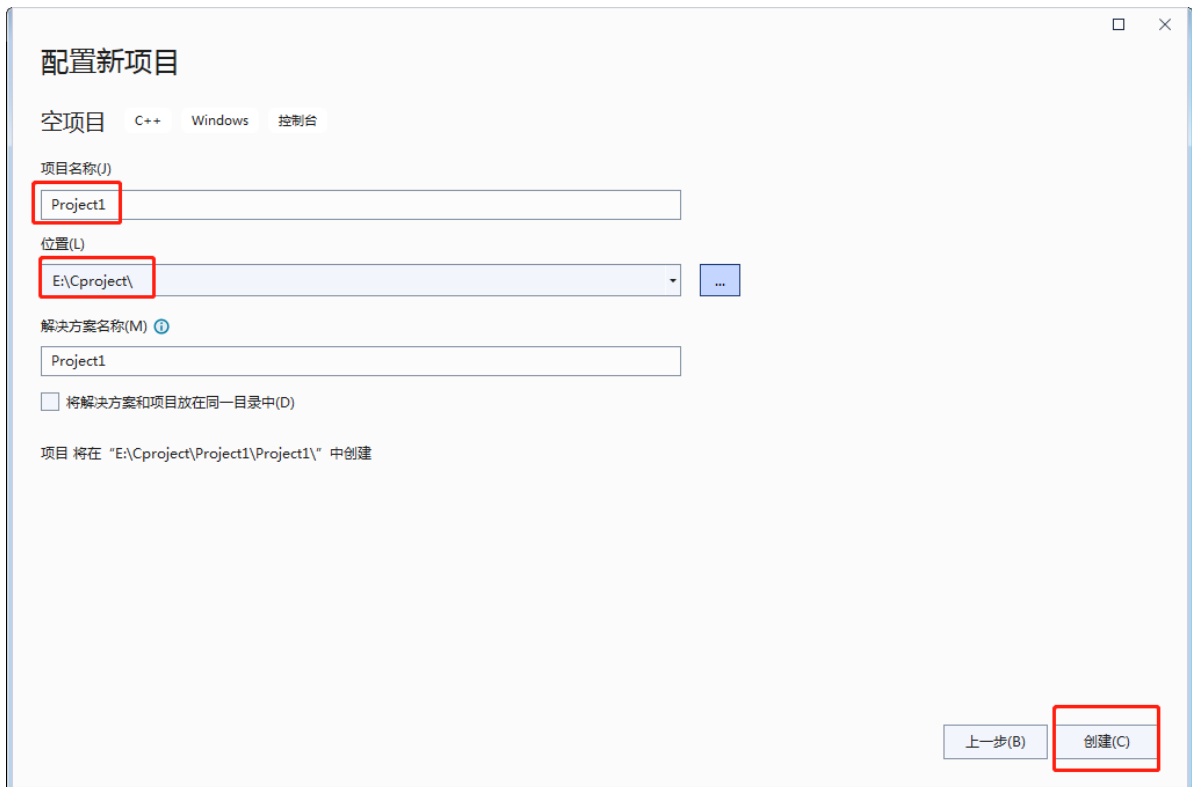 配置新项目
空项目 C++ Windows 控制台
项目名称(J)
Project1
位置(L)
E:\Cproject\
...
解决方案名称(M)
Project1
将解决方案和项目放在同一目录中(D)
项目 将在“E:\Cproject\Project1\Project1\”中创建
上一步(B) 创建(C)